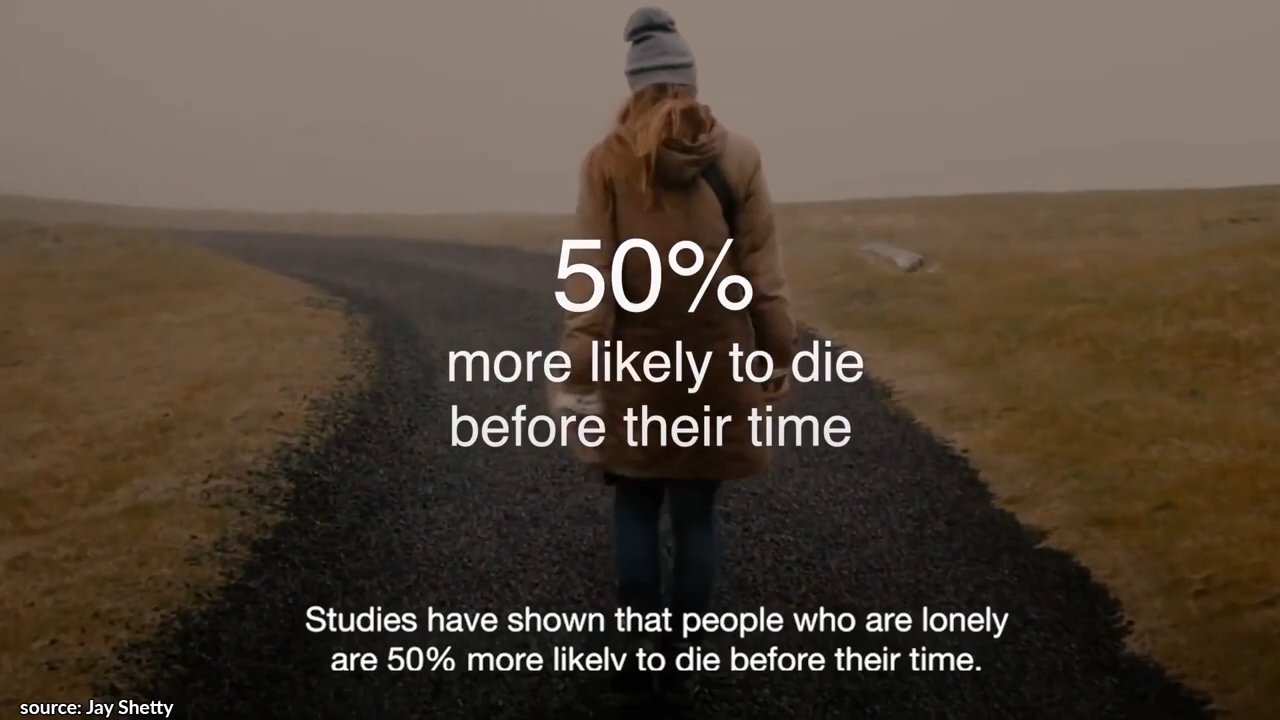 50%
more likely to die
before their time
Studies have shown that people who are lonely
are 50% more likely to die before their time.
source: Jay Shetty